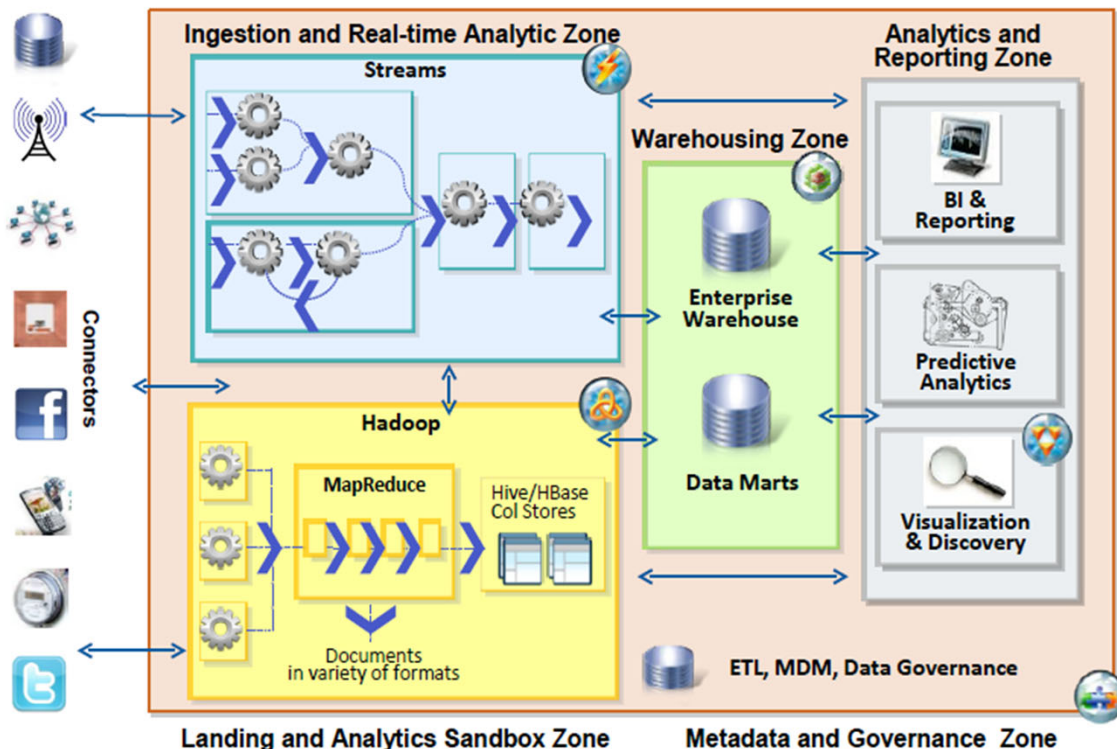 Ingestion and Real-time Analytic Zone
Streams
Analytics and
Reporting Zone
Warehousing Zone
BI &
Reporting
Enterprise
Warehouse
Predictive
Analytics
Connectors
Hadoop
MapReduce
Hive/HBase
Col Stores
Data Marts
Visualization
& Discovery
Documents
in variety of formats
ETL, MDM, Data Governance
Landing and Analytics Sandbox Zone
Metadata and Governance Zone